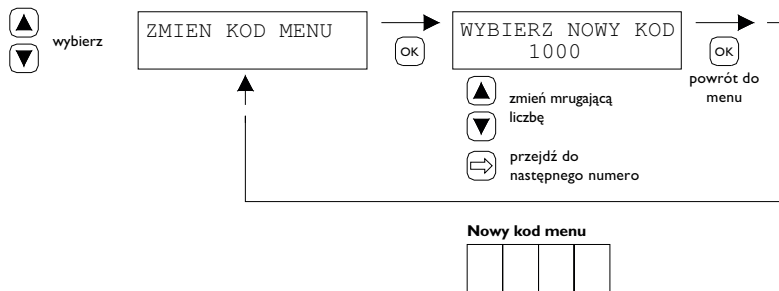 wybierz
ZMIEN KOD MENU
OK
WYBIERZ NOWY KOD
1000
OK
powrót do
menu
zmień mrugającą
liczbę
przejdź do
następnego numero
Nowy kod menu